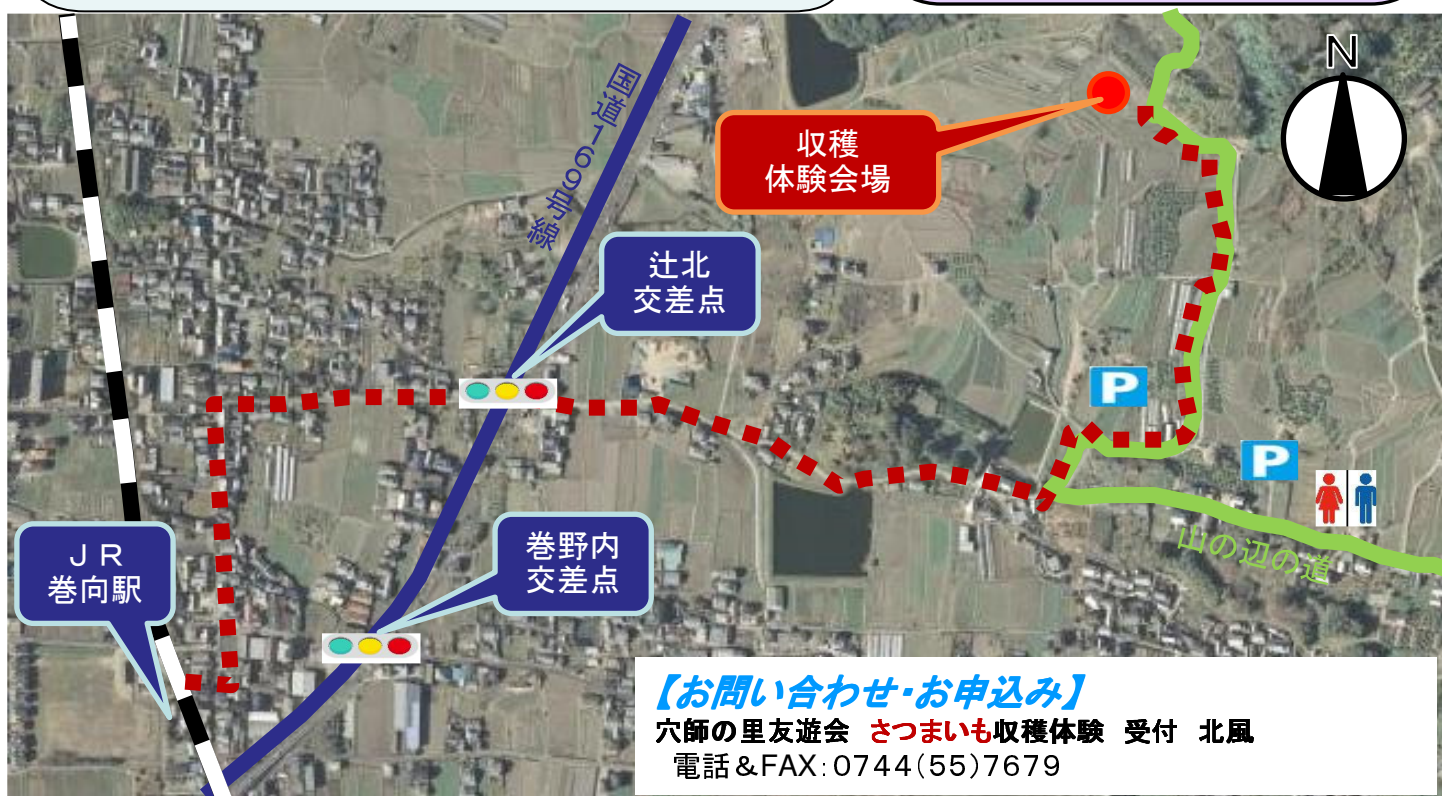 N
国道169号線
収穫
体験会場
辻北
交差点
P
P
巻野内
交差点
山の辺の道
ＪＲ
巻向駅
【お問い合わせ・お申込み】
穴師の里友遊会 さつまいも収穫体験 受付 北風
電話&FAX:0744(55)7679